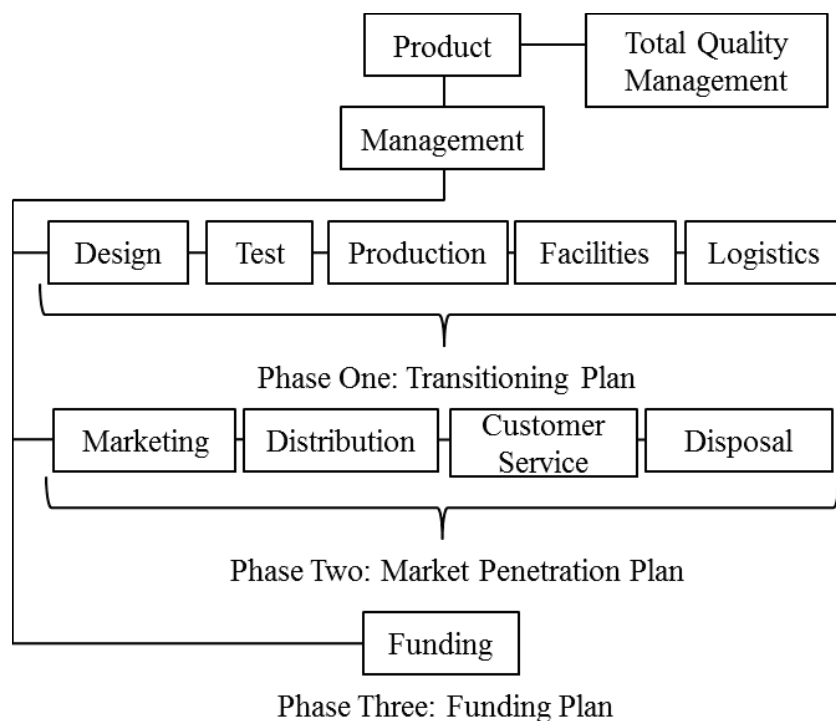 Product
Total Quality
Management
Management
Design
Test
Production
Facilities
Logistics
Phase One: Transitioning Plan
Marketing
Distribution
Customer
Service
Disposal
Phase Two: Market Penetration Plan
Funding
Phase Three: Funding Plan